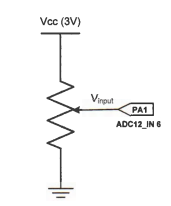 Vcc (3V)
Vinput
PA1
ADC12_IN 6